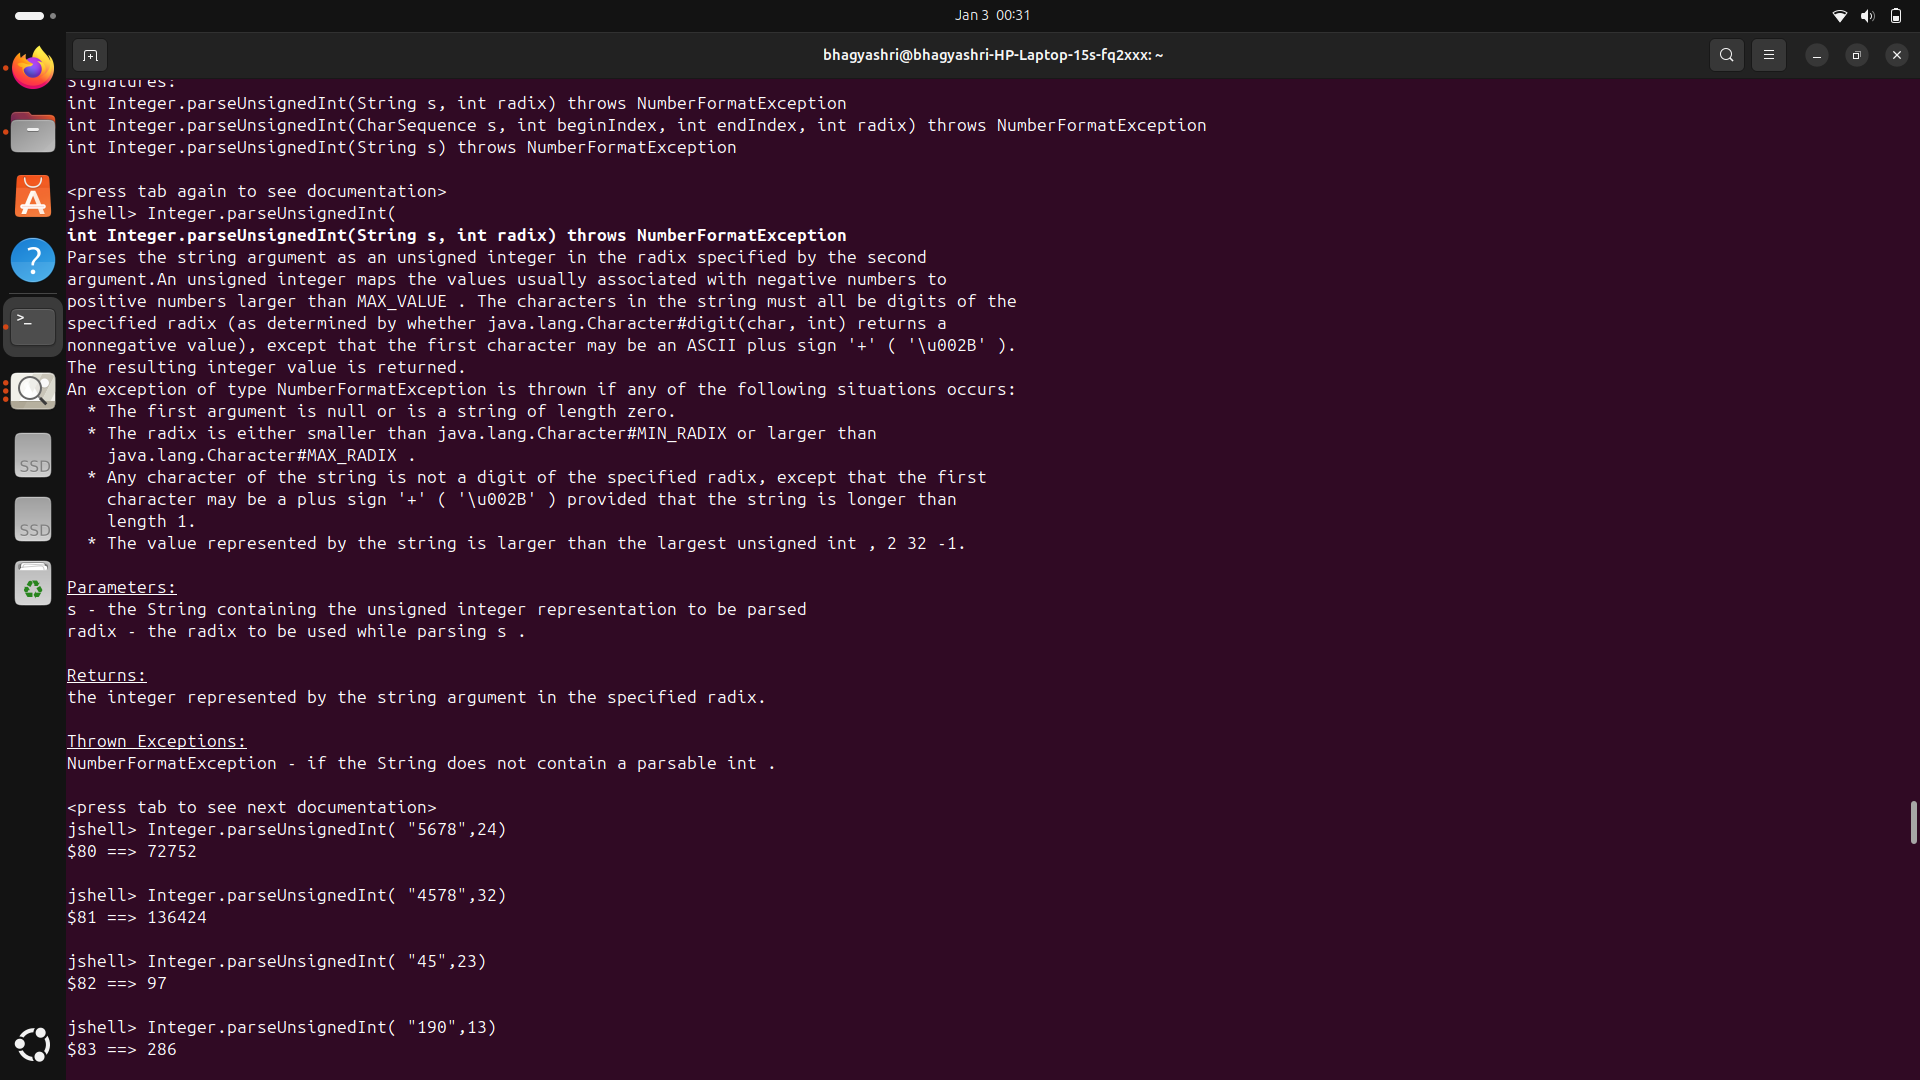 Jan 3 00:31
bhagyashri@bhagyashri-HP-Laptop-15s-fq2xxx: ~
Signatures:
int Integer.parseUnsignedInt(String s, int radix) throws NumberFormatException
int Integer.parseUnsignedInt(CharSequence s, int beginIndex, int endIndex, int radix) throws NumberFormatException
int Integer.parseUnsignedInt(String s) throws NumberFormatException
<press tab again to see documentation>
jshell> Integer.parseUnsignedInt(
int Integer.parseUnsignedInt(String s, int radix) throws NumberFormatException
Parses the string argument as an unsigned integer in the radix specified by the second
argument.An unsigned integer maps the values usually associated with negative numbers to
positive numbers larger than MAX_VALUE . The characters in the string must all be digits of the
specified radix (as determined by whether java.lang.Character#digit(char, int) returns a
nonnegative value), except that the first character may be an ASCII plus sign '+' ( '\u002B' ).
The resulting integer value is returned.
An exception of type NumberFormatException is thrown if any of the following situations occurs:
* The first argument is null or is a string of length zero.
* The radix is either smaller than java.lang.Character#MIN_RADIX or larger than
java.lang.Character#MAX_RADIX .
* Any character of the string is not a digit of the specified radix, except that the first
character may be a plus sign '+' ( '\u002B' ) provided that the string is longer than
length 1.
* The value represented by the string is larger than the largest unsigned int , 2 32 -1.
Parameters:
s - the String containing the unsigned integer representation to be parsed
radix - the radix to be used while parsing s .
Returns:
the integer represented by the string argument in the specified radix.
Thrown Exceptions:
NumberFormatException - if the String does not contain a parsable int .
<press tab to see next documentation>
jshell> Integer.parseUnsignedInt( "5678",24)
$80 ==> 72752
jshell> Integer.parseUnsignedInt( "4578",32)
$81 ==> 136424
jshell> Integer.parseUnsignedInt( "45",23)
$82 ==> 97
jshell> Integer.parseUnsignedInt( "190",13)
$83 ==> 286
SSD
SSD